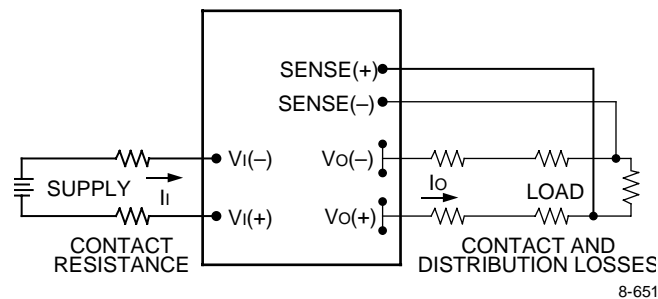 SENSE(+)
SENSE(–)
VI(–)
VO(–)
SUPPLY
II
IO
LOAD
VI(+)
VO(+)
CONTACT
RESISTANCE
CONTACT AND
DISTRIBUTION LOSSES
8-651